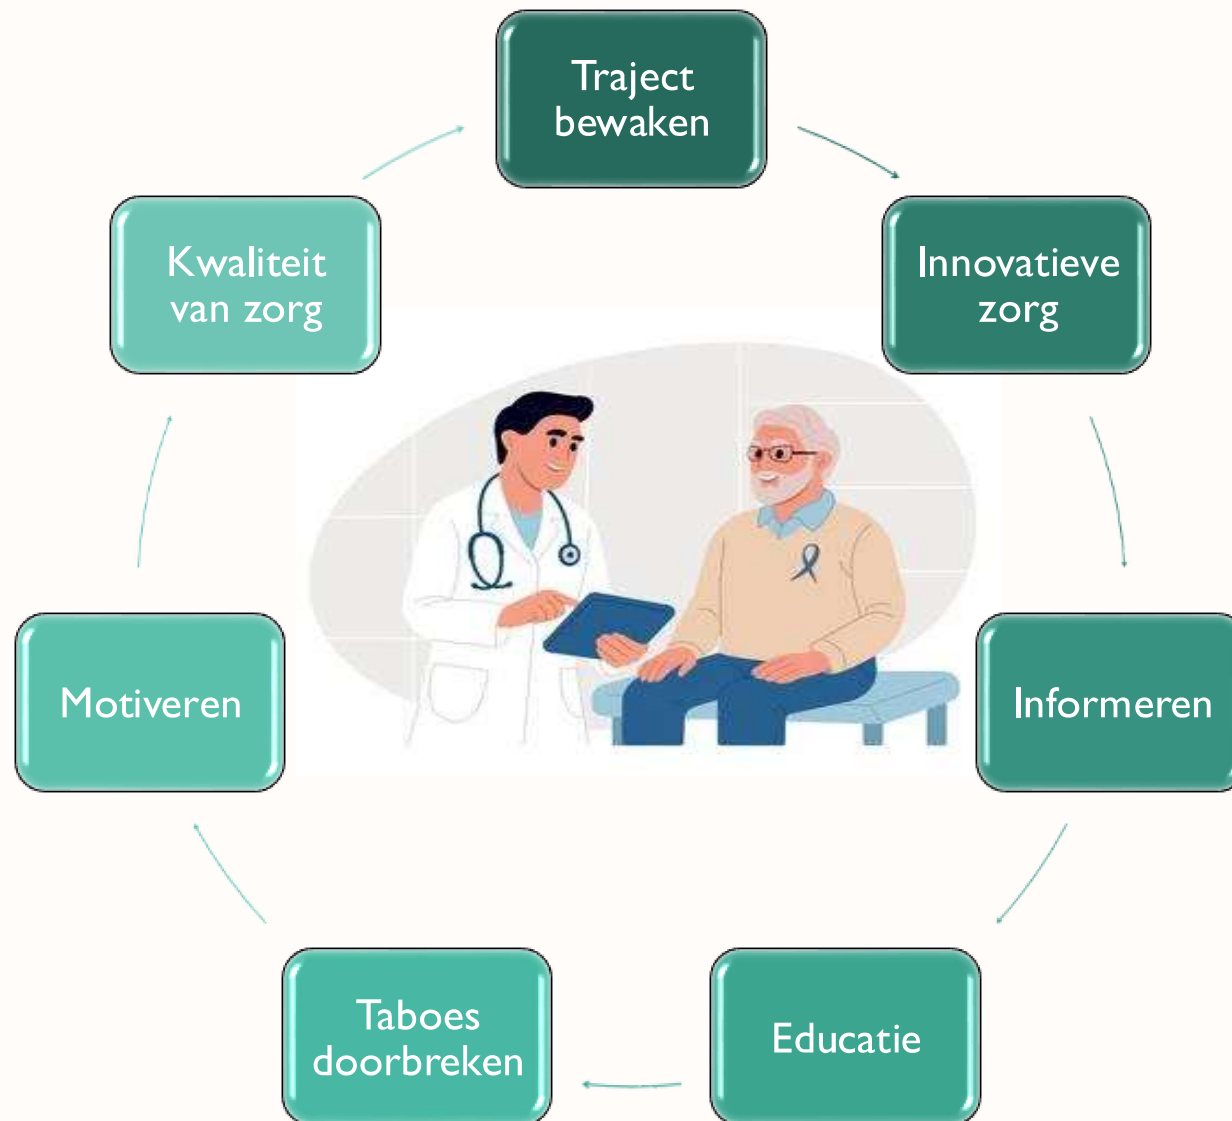 Traject
bewaken
Innovatieve
zorg
Informeren
Educatie
Taboes
doorbreken
Motiveren
Kwaliteit
van zorg